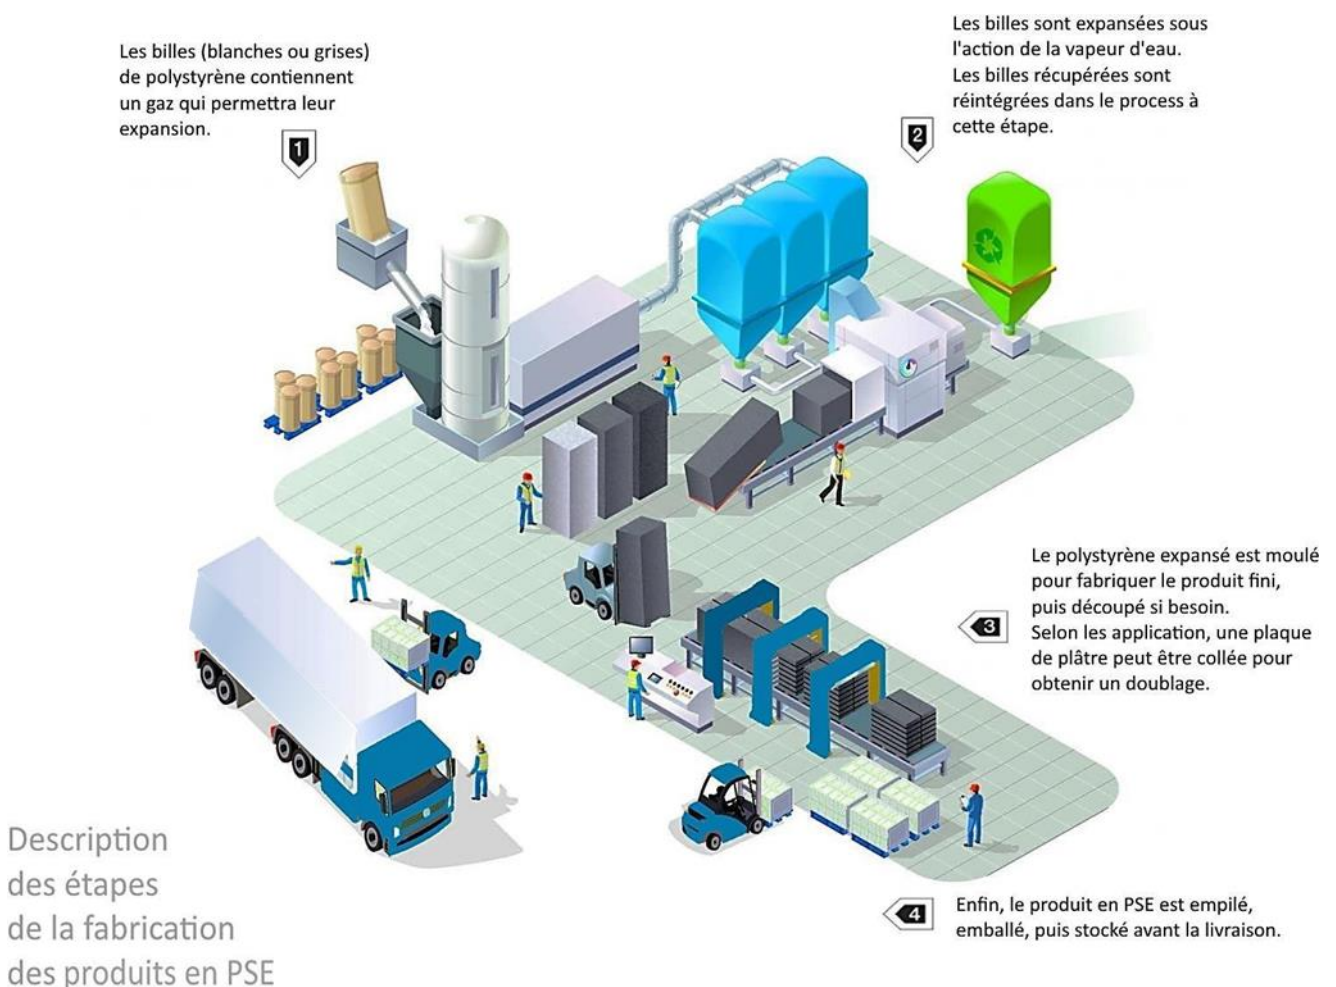 Les billes (blanches ou grises)
de polystyrène contiennent
un gaz qui permettra leur
expansion.
1
Les billes sont expansées sous
l'action de la vapeur d'eau.
Les billes récupérées sont
réintégrées dans le process à
cette étape.
2
Le polystyrène expansé est moulé
pour fabriquer le produit fini,
puis découpé si besoin.
Selon les application, une plaque
de plâtre peut être collée pour
obtenir un doublage.
3
4
Enfin, le produit en PSE est empilé,
emballé, puis stocké avant la livraison.
Description
des étapes
de la fabrication
des produits en PSE